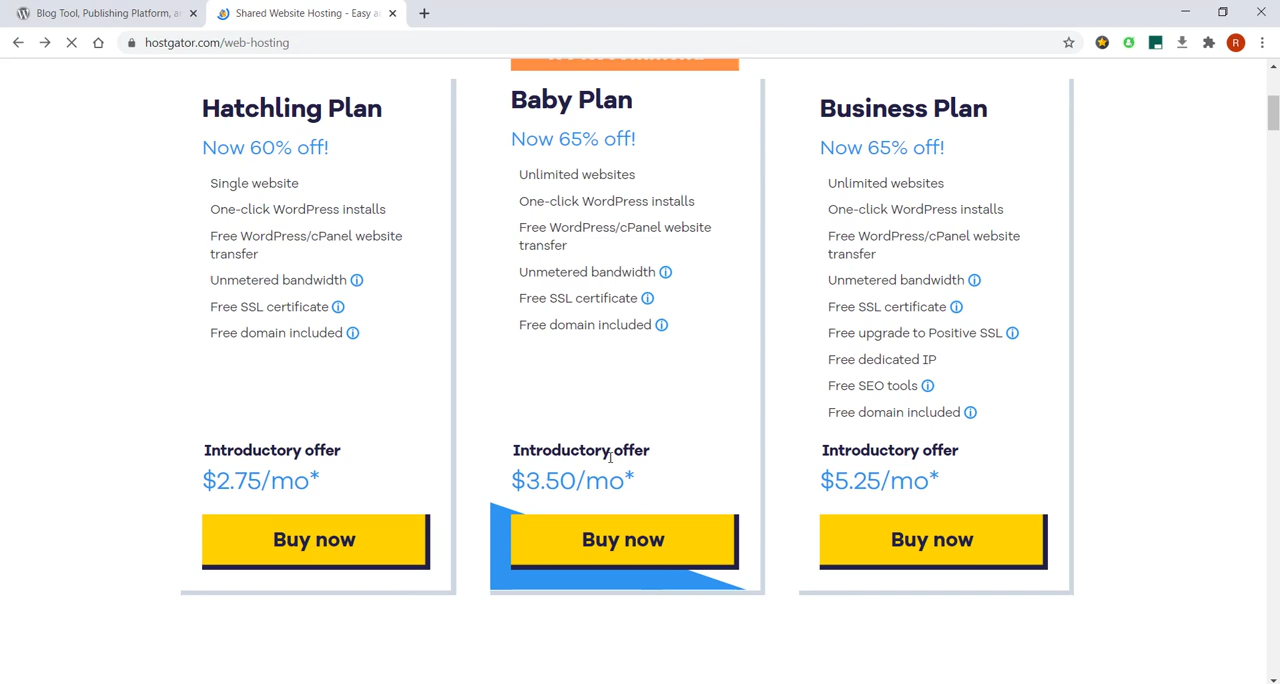 Blog Tool, Publishing Platform, a
Shared Website Hosting - Easy a
hostgator.com/web-hosting
R
Hatchling Plan
Now 60% off!
Single website
One-click WordPress installs
Free WordPress/cPanel website
transfer
Unmetered bandwidth
Free SSL certificate
Free domain included
Introductory offer
$2.75/mo*
Buy now
Baby Plan
Now 65% off!
Unlimited websites
One-click WordPress installs
Free WordPress/cPanel website
transfer
Unmetered bandwidth
Free SSL certificate
Free domain included
Introductory offer
$3.50/mo*
Buy now
Business Plan
Now 65% off!
Unlimited websites
One-click WordPress installs
Free WordPress/cPanel website
transfer
Unmetered bandwidth
Free SSL certificate
Free upgrade to Positive SSL
Free dedicated IP
Free SEO tools
Free domain included
Introductory offer
$5.25/mo*
Buy now